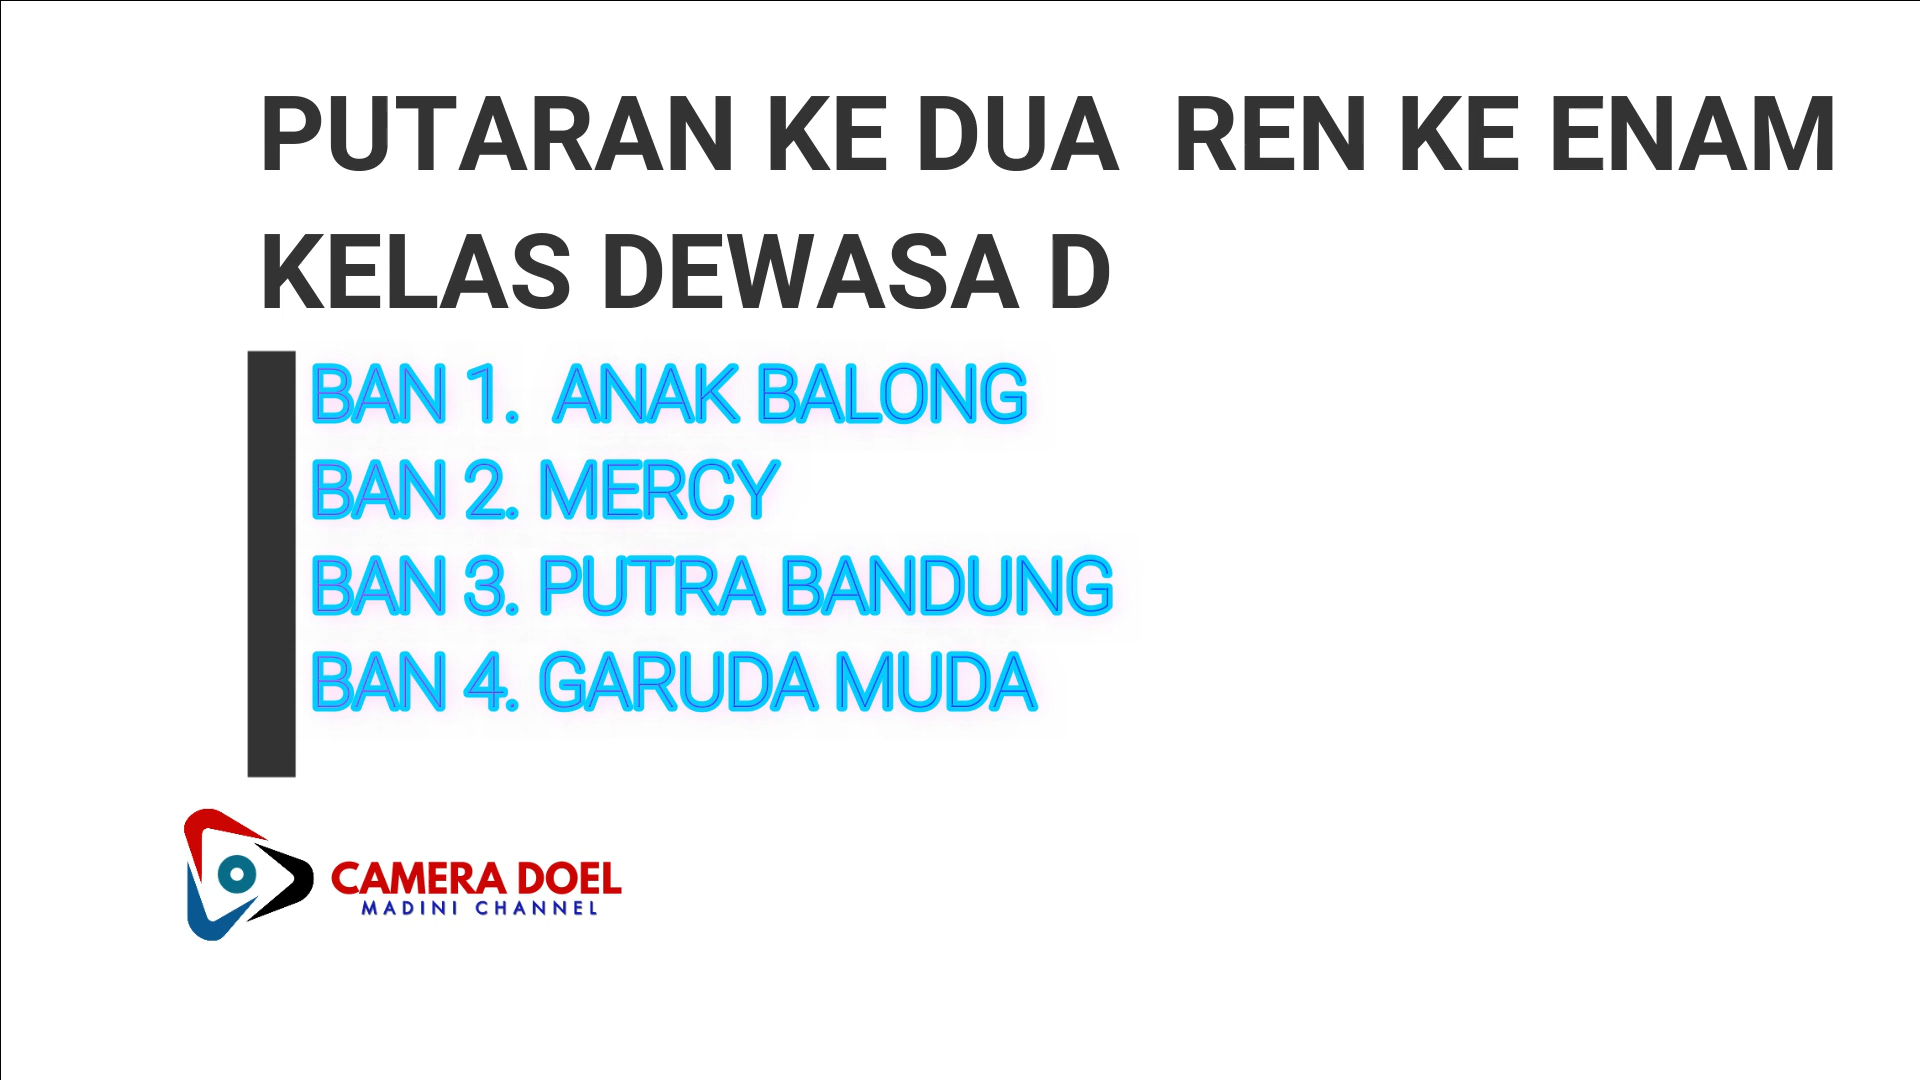 PUTARAN KE DUA  REN KE ENAM
KELAS DEWASA D
BAN 1.  ANAK BALONG
BAN 2. MERCY
BAN 3. PUTRA BANDUNG
BAN 4. GARUDA MUDA
CAMERA DOEL
MADINI CHANNEL